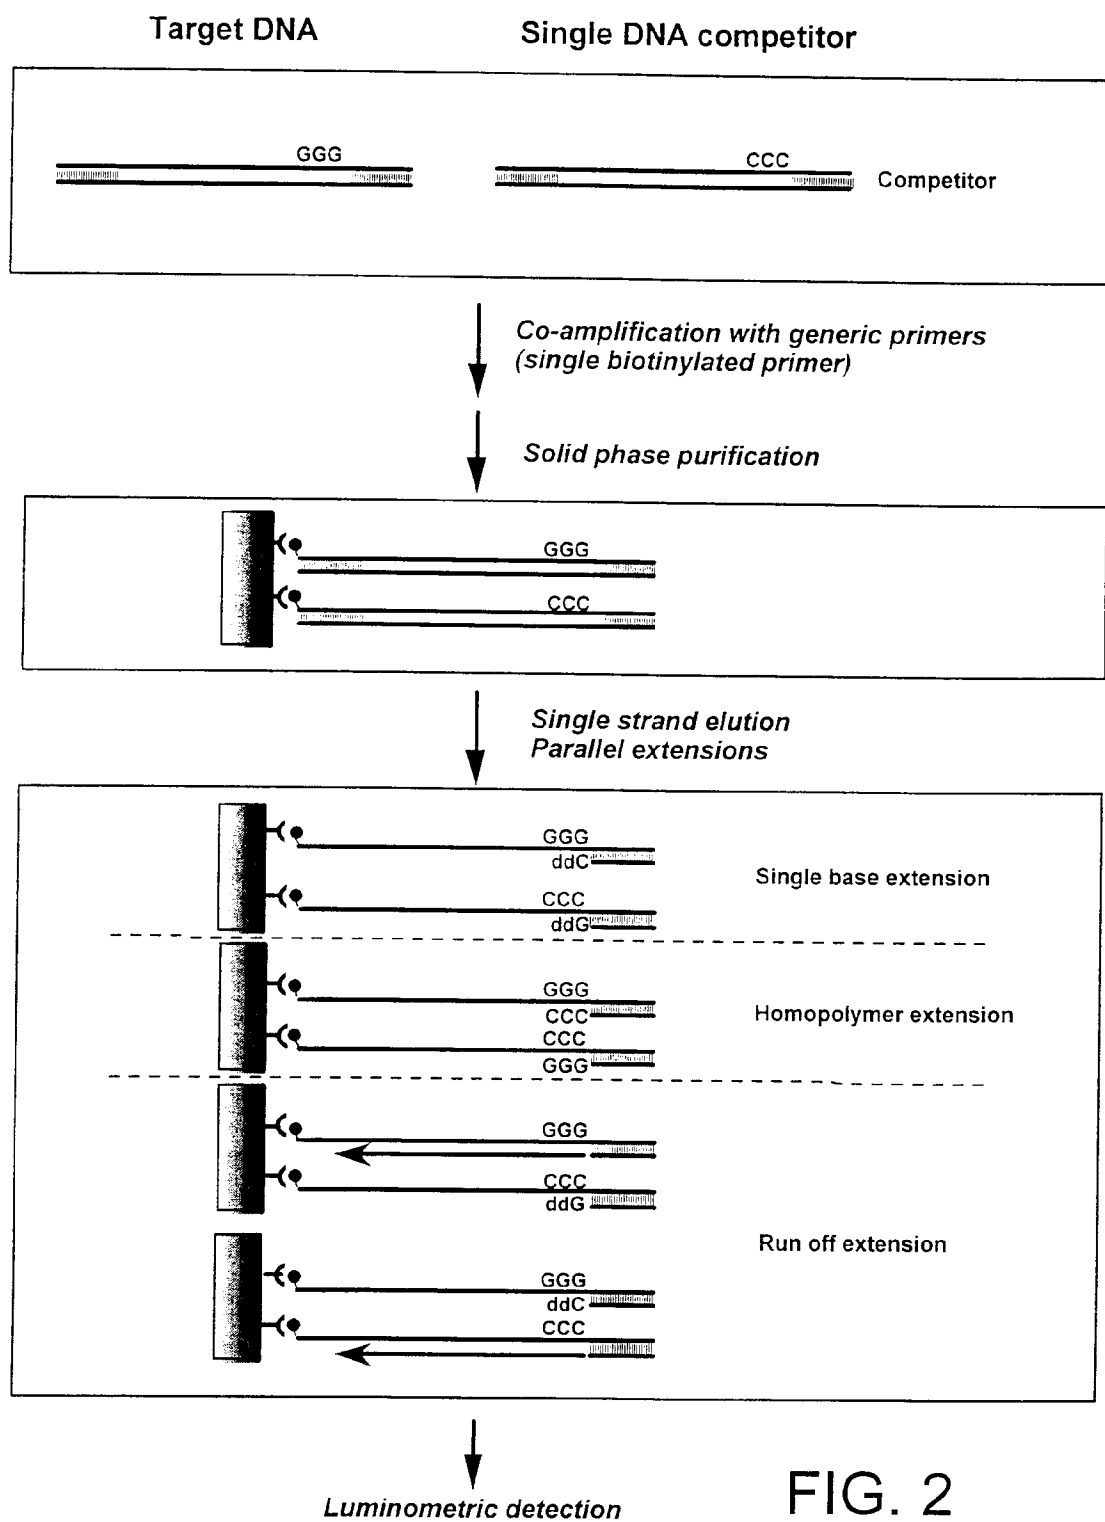 Target DNA
Single DNA competitor
GGG
CCC
Competitor
Co-amplification with generic primers
(single biotinylated primer)
Solid phase purification
GGG
CCC
Single strand elution
Parallel extensions
GGG
ddC
Single base extension
CCC
ddG
GGG
CCC
Homopolymer extension
CCC
GGG
GGG
CCC
ddG
Run off extension
GGG
ddC
CCC
Luminometric detection
FIG. 2